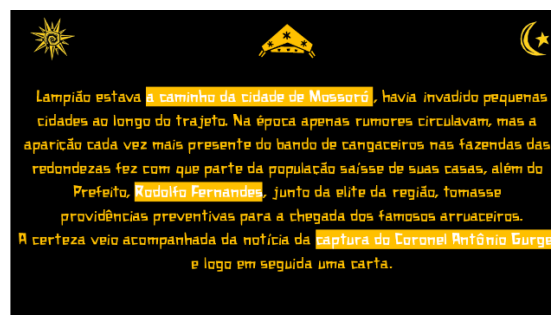 Lampião estava a caminho da cidade de Mossoró, havia invadido pequenas
cidades ao longo do trajeto. Na época apenas rumores circulavam, mas a
aparição cada vez mais presente do bando de cangaceiros nas fazendas das
redondezas fez com que parte da população saísse de suas casas, além do
Prefeito, Rodolfo Fernandes, junto da elite da região, tomasse
providências preventivas para a chegada dos famosos arruaceiros.
A certeza veio acompanhada da notícia da captura do Coronel Antônio Gurge
e logo em seguida uma carta.